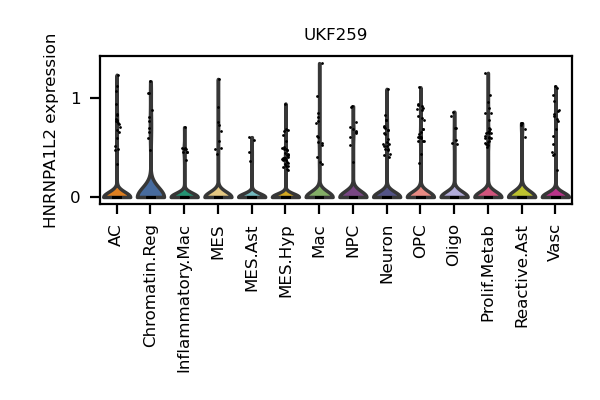 UKF259
HNRNPA1L2 expression
1
0
AC
Chromatin.Reg
Inflammatory.Mac
MES
MES.Ast
MES.Hyp
Mac
NPC
Neuron
OPC
Oligo
Prolif.Metab
Reactive.Ast
Vasc